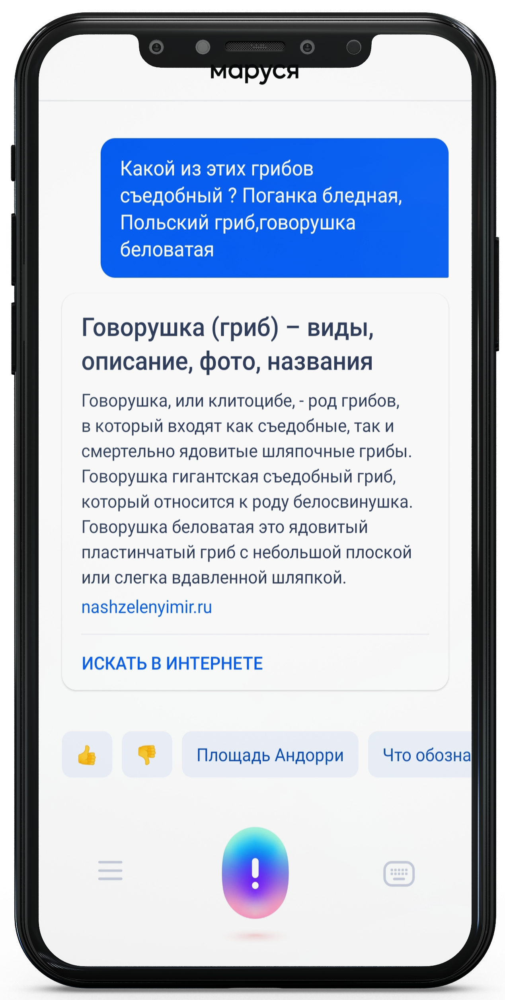 маруся
Какой из этих грибов
съедобный ? Поганка бледная,
Польский гриб,говорушка
беловатая
Говорушка (гриб) – виды,
описание, фото, названия
Говорушка, или клитоцибе, - род грибов,
в который входят как съедобные, так и
смертельно ядовитые шляпочные грибы.
Говорушка гигантская съедобный гриб,
который относится к роду белосвинушка.
Говорушка беловатая это ядовитый
пластинчатый гриб с небольшой плоской
или слегка вдавленной шляпкой.
nashzelenyimir.ru
ИСКАТЬ В ИНТЕРНЕТЕ
Площадь Андорри
Что обозна